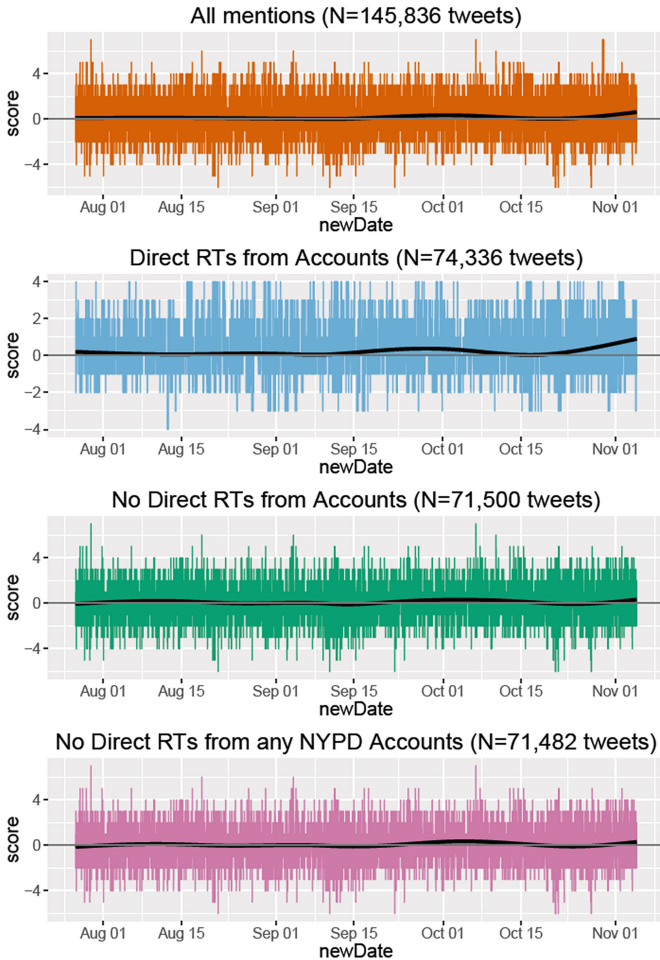 All mentions (N=145,836 tweets)
score
4
0
−4
Aug 01 Aug 15 Sep 01 Sep 15 Oct 01 Oct 15 Nov 01
newDate
Direct RTs from Accounts (N=74,336 tweets)
score
4
2
0
−2
−4
Aug 01 Aug 15 Sep 01 Sep 15 Oct 01 Oct 15 Nov 01
newDate
No Direct RTs from Accounts (N=71,500 tweets)
score
4
0
−4
Aug 01 Aug 15 Sep 01 Sep 15 Oct 01 Oct 15 Nov 01
newDate
No Direct RTs from any NYPD Accounts (N=71,482 tweets)
score
4
0
−4
Aug 01 Aug 15 Sep 01 Sep 15 Oct 01 Oct 15 Nov 01
newDate